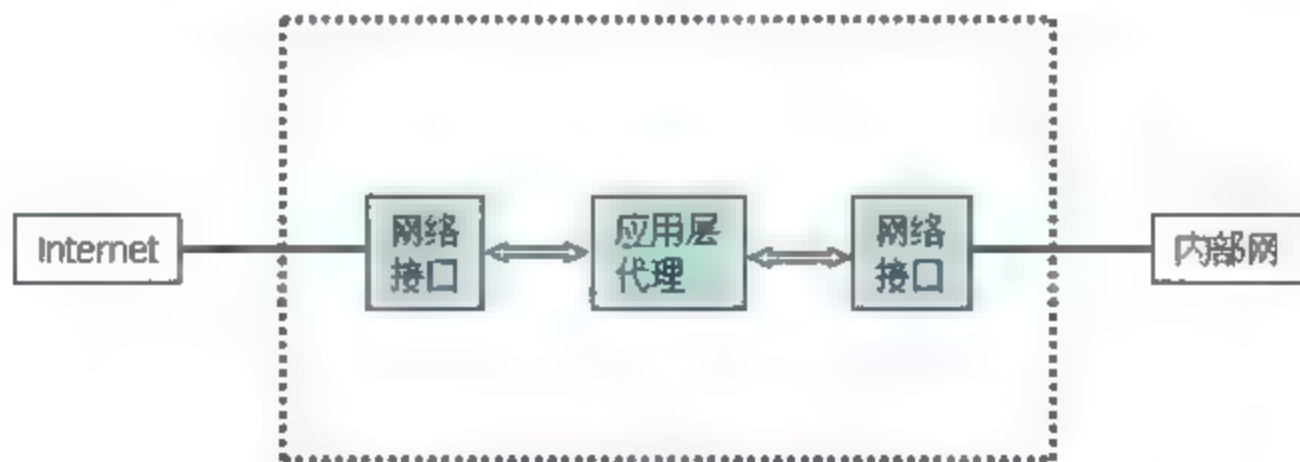 Internet
网络
接口
应用层
代理
网络
接口
内部网